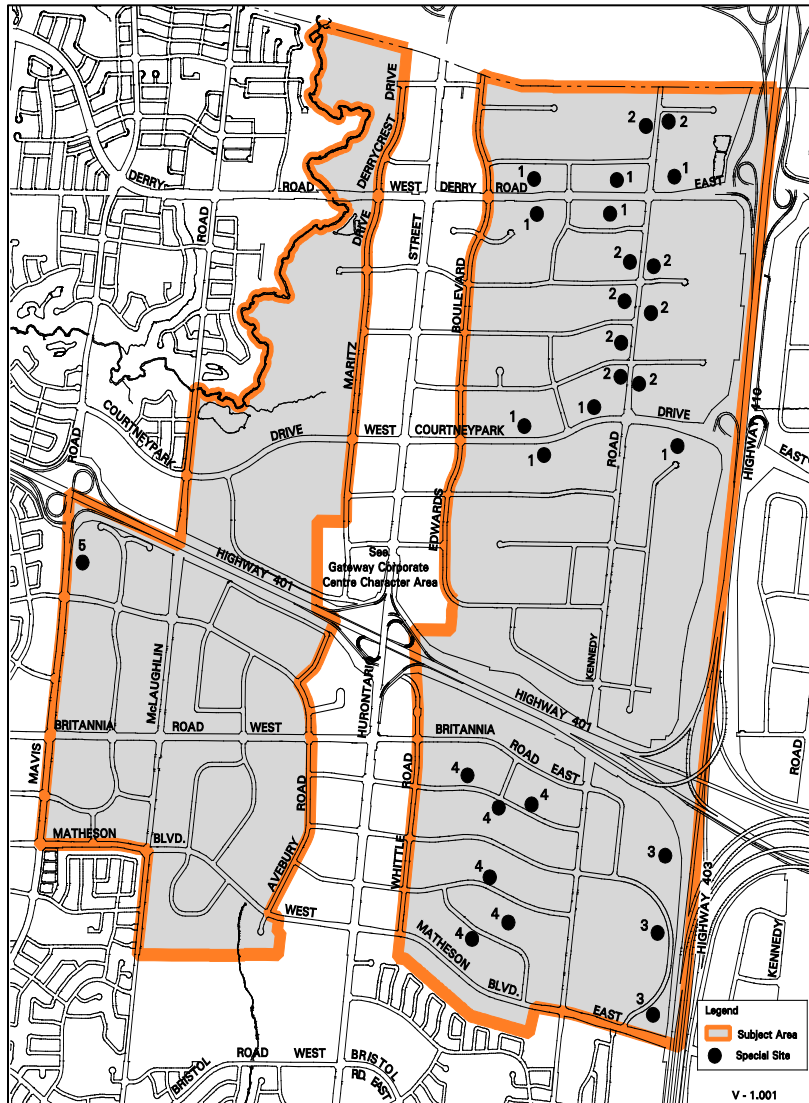 DRIVE
DERRYCREST
2 2
1 1 1
DERRY ROAD WEST DERRY ROAD EAST
1 1
ROAD
DRIVE
STREET
BOULEVARD
2 2
2 2
2
2 2
MARITZ
HIGHWAY 410
COURTNEYPARK DRIVE WEST COURTNEYPARK DRIVE
EAST
1 1 1
ROAD
ROAD
EDWARDS
See
Gateway Corporate
Centre Character Area
5
HIGHWAY 401
McLAUGHLIN
HURONTARIO
KENNEDY
HIGHWAY 401
BRITANNIA ROAD WEST
BRITANNIA
ROAD EAST
MAVIS
ROAD
ROAD
ROAD
4
4
4
MATHESON BLVD.
WEST
AVEBURY
WHITTLE
3
HIGHWAY 403
4
4
4
MATHESON
BLVD.
EAST
3
3
KENNEDY
BRISTOL ROAD WEST
BRISTOL
RD. EAST
Legend
Subject Area
Special Site
V - 1.001